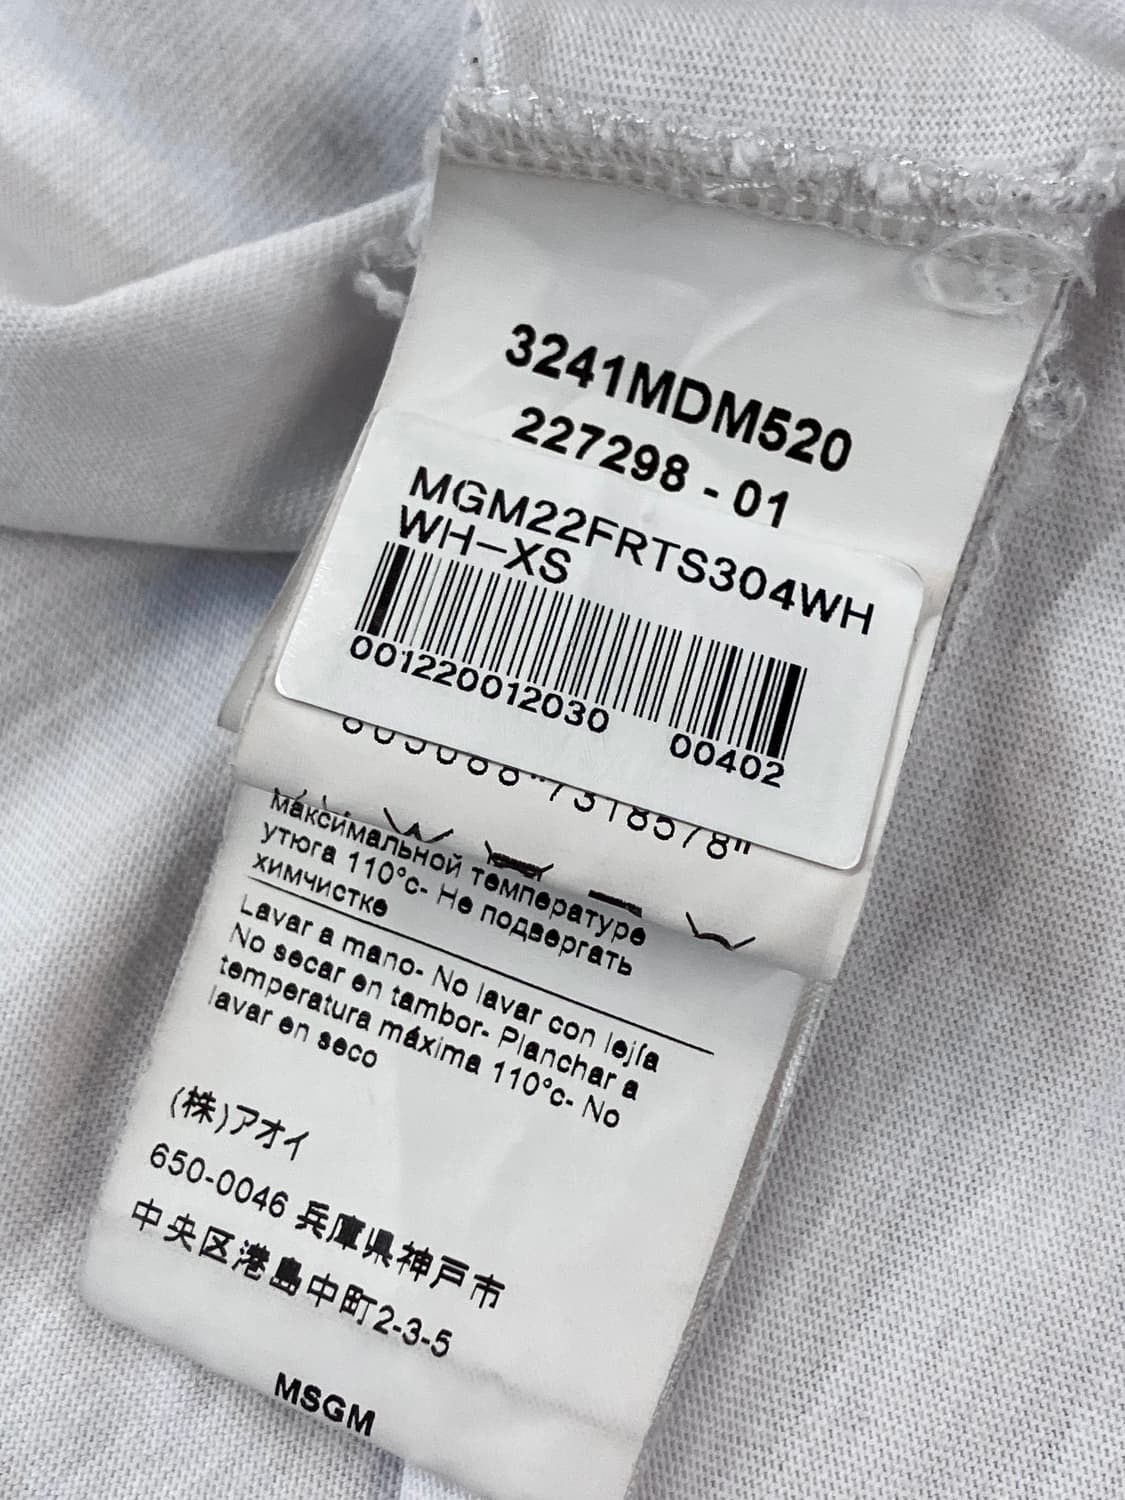 3241MDM520
227298 - 01
MGM22FRTS304WH
WH-XS
001220012030 00402
7318578"
максимальной температуре
утюга 110°с- Не подвергать
химчистке
Lavar a mano- No lavar con lejía
No secar en tambor- Planchar a
temperatura máxima 110°c- No
lavar en seco
(株)アオイ
650-0046 兵庫県神戸市
中央区港島中町2-3-5
MSGM